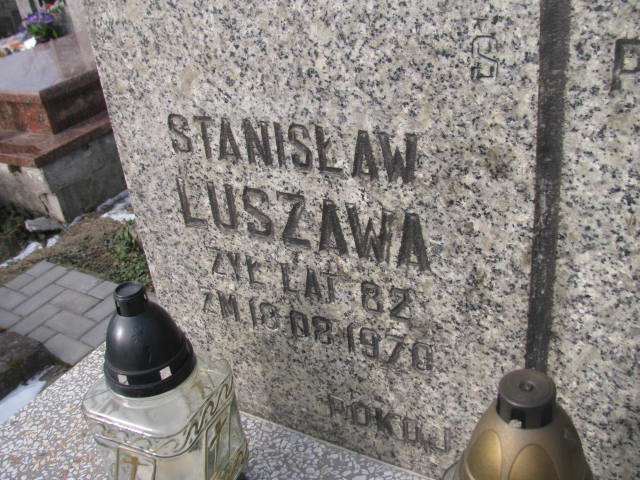 Ś P
STANISŁAW
LUSZAWA
ŻYŁ LAT 82
ZM. 18.08.1970
POKÓJ